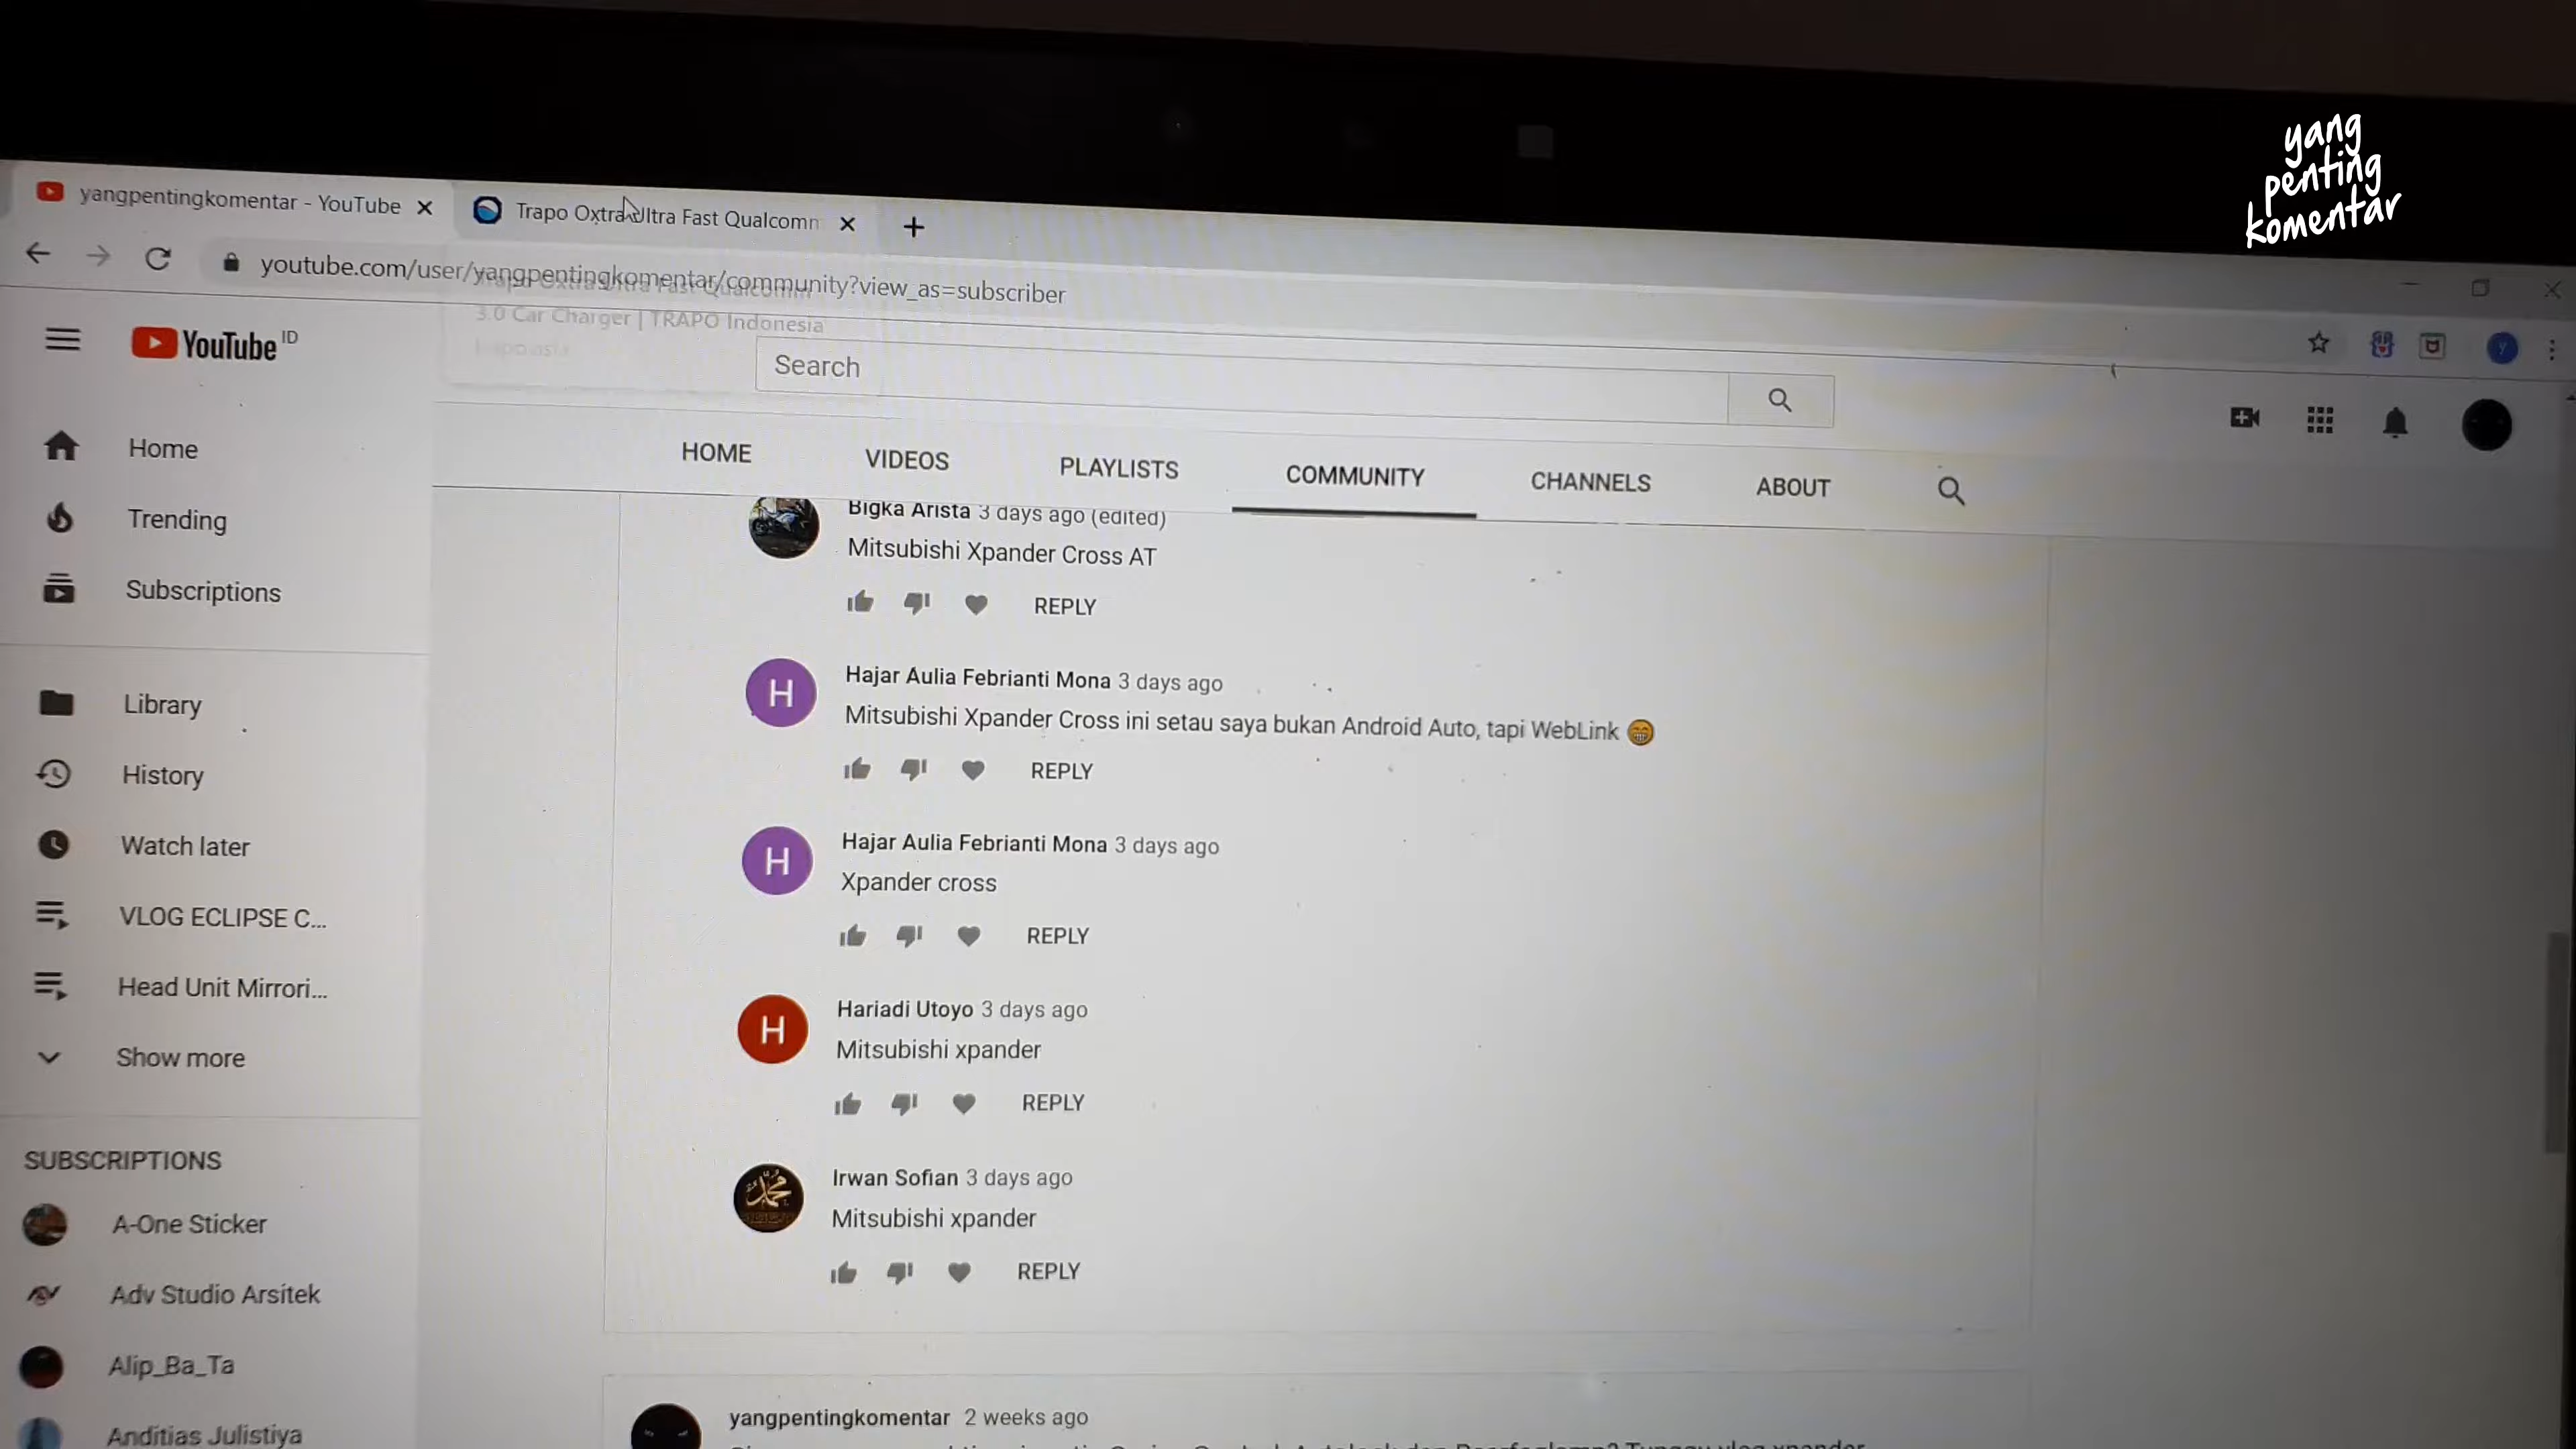 yang
penting
komentar
yangpentingkomentar - YouTube
Trapo Oxtra Ultra Fast Qualcomm
youtube.com/user/yangpentingkomentar/community?view_as=subscriber
3.0 Car Charger | TRAPO Indonesia
YouTube ID
Search
HOME VIDEOS PLAYLISTS COMMUNITY CHANNELS ABOUT
Home
Trending
Subscriptions
Library
History
Watch later
VLOG ECLIPSE C...
Head Unit Mirrori...
Show more
SUBSCRIPTIONS
A-One Sticker
Adv Studio Arsitek
Alip_Ba_Ta
Anditias Julistiya
Bigka Arista 3 days ago (edited)
Mitsubishi Xpander Cross AT
REPLY
H
Hajar Aulia Febrianti Mona 3 days ago
Mitsubishi Xpander Cross ini setau saya bukan Android Auto, tapi WebLink 😁
REPLY
H
Hajar Aulia Febrianti Mona 3 days ago
Xpander cross
REPLY
H
Hariadi Utoyo 3 days ago
Mitsubishi xpander
REPLY
Irwan Sofian 3 days ago
Mitsubishi xpander
REPLY
yangpentingkomentar 2 weeks ago